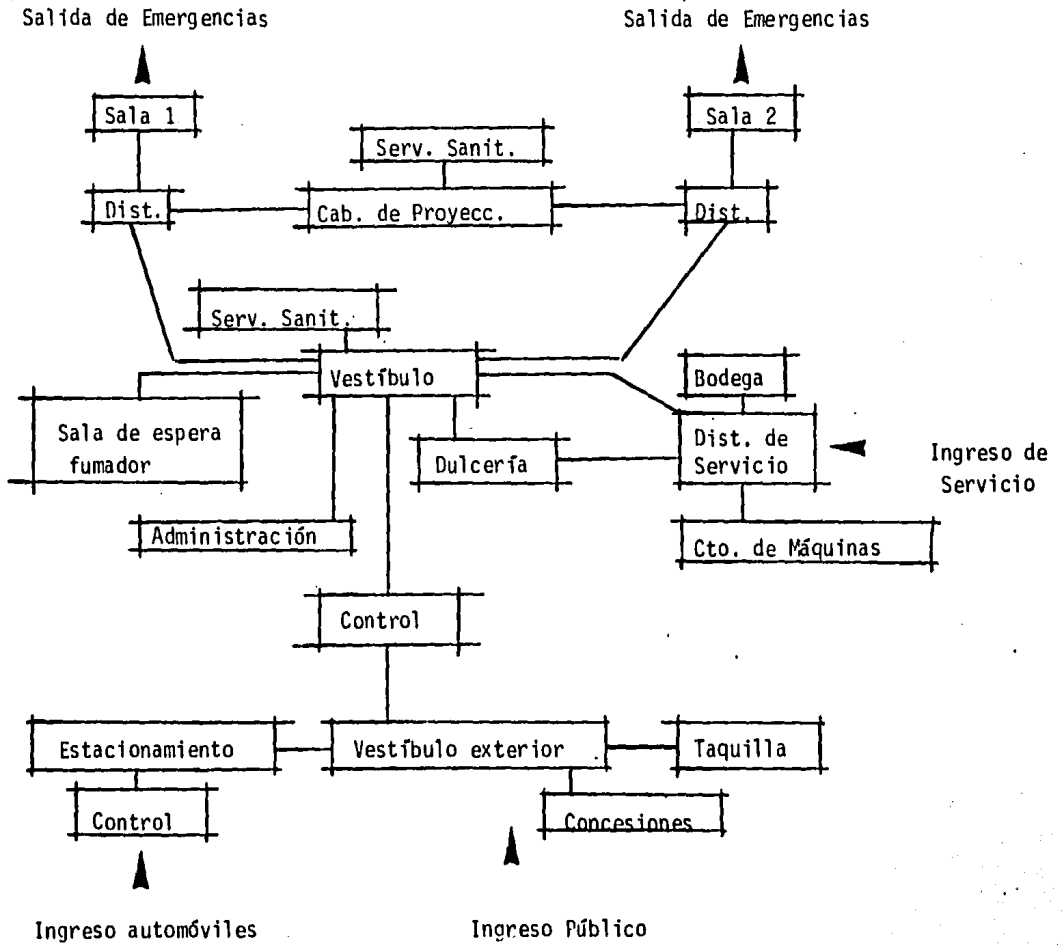 Salida de Emergencias
Salida de Emergencias
Sala 1
Sala 2
Serv. Sanit.
Dist.
Cab. de Proyecc.
Dist.
Serv. Sanit.
Vestíbulo
Bodega
Sala de espera
fumador
Dulcería
Dist. de
Servicio
Ingreso de
Servicio
Administración
Cto. de Máquinas
Control
Estacionamiento
Vestíbulo exterior
Taquilla
Control
Concesiones
Ingreso automóviles
Ingreso Público